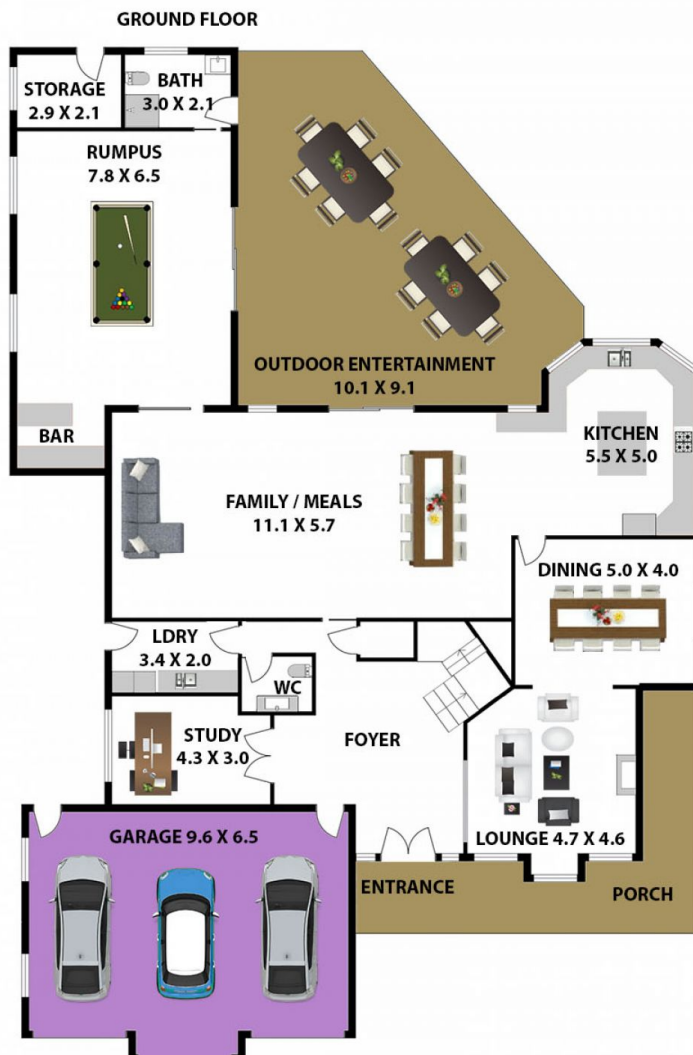 GROUND FLOOR
STORAGE
2.9 X 2.1
BATH
3.0 X 2.1
RUMPUS
7.8 X 6.5
OUTDOOR ENTERTAINMENT
10.1 X 9.1
BAR
KITCHEN
5.5 X 5.0
FAMILY / MEALS
11.1 X 5.7
DINING 5.0 X 4.0
LDRY
3.4 X 2.0
WC
STUDY
4.3 X 3.0
FOYER
GARAGE 9.6 X 6.5
LOUNGE 4.7 X 4.6
ENTRANCE
PORCH